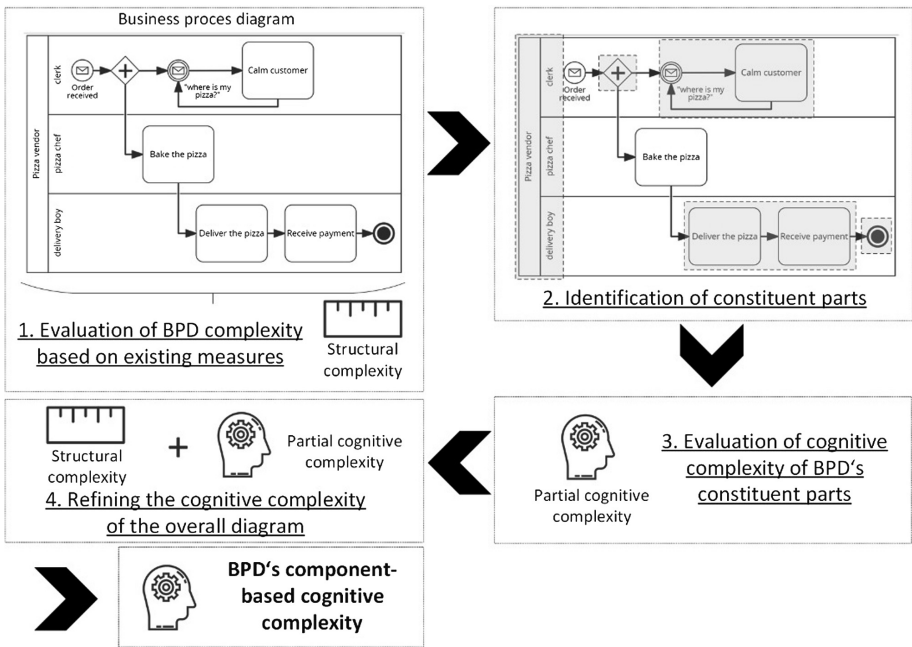 Business proces diagram
Pizza vendor
clerk
Order
received
"where is my
pizza?"
Calm customer
pizza chef
Bake the pizza
delivery boy
Deliver the pizza
Receive payment
1. Evaluation of BPD complexity
based on existing measures
Structural
complexity
Pizza vendor
clerk
Order
received
"where is my
pizza?"
Calm customer
pizza chef
Bake the pizza
delivery boy
Deliver the pizza
Receive payment
2. Identification of constituent parts
Partial cognitive
complexity
3. Evaluation of cognitive
complexity of BPD‘s
constituent parts
Structural
complexity
+
Partial cognitive
complexity
4. Refining the cognitive complexity
of the overall diagram
BPD‘s component-
based cognitive
complexity